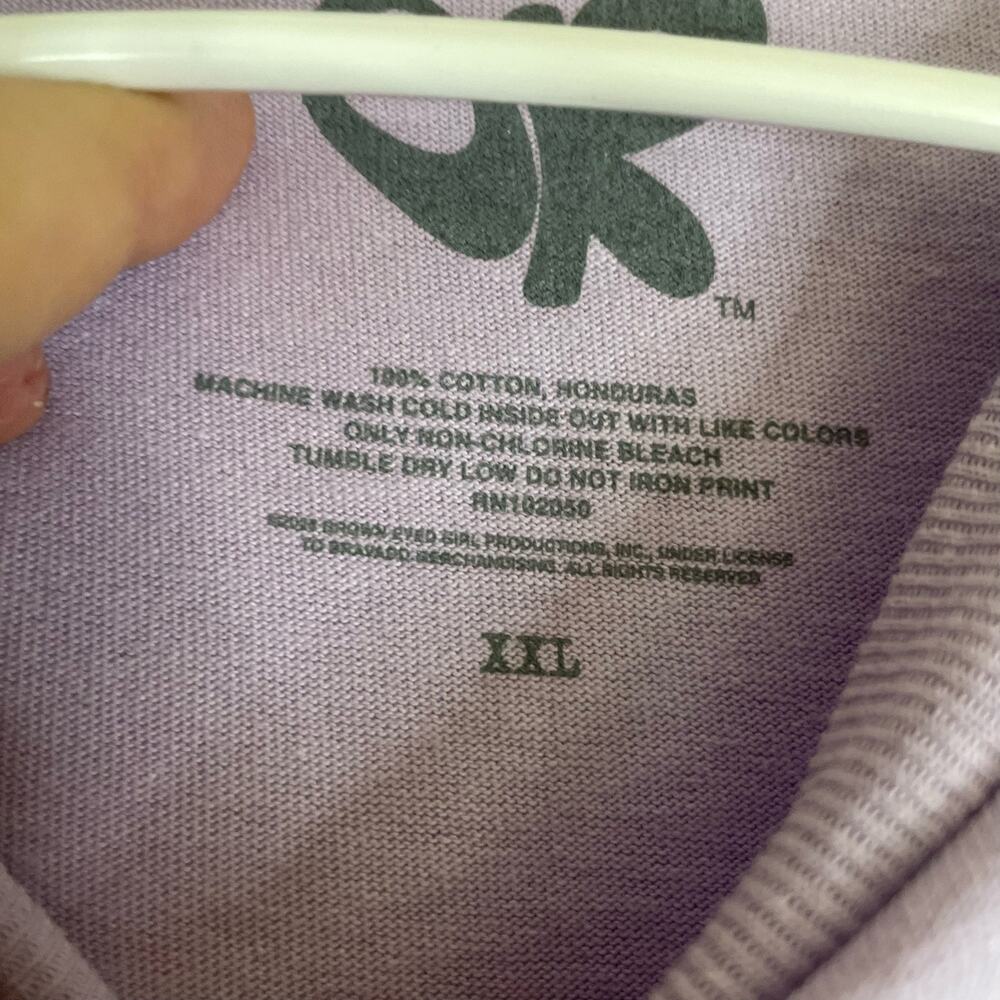 TM
100% COTTON, HONDURAS
MACHINE WASH COLD INSIDE OUT WITH LIKE COLORS
ONLY NON-CHLORINE BLEACH
TUMBLE DRY LOW DO NOT IRON PRINT
RN102050
BROWN EYED GIRL PRODUCTIONS, INC., UNDER LICENSE
TO BRAVADO MERCHANDISING. ALL RIGHTS RESERVED
XXL